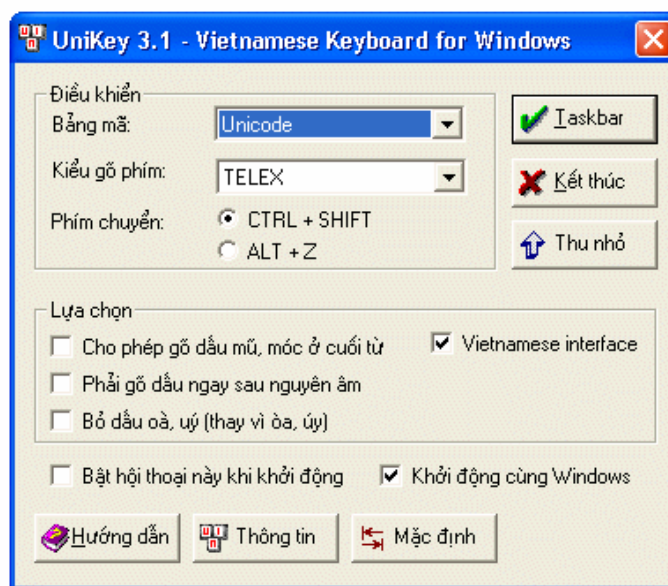 UniKey 3.1 - Vietnamese Keyboard for Windows
Điều khiển
Bảng mã: Unicode
Taskbar
Kiểu gõ phím: TELEX
Kết thúc
Phím chuyển: CTRL + SHIFT
ALT + Z
Thu nhỏ
Lựa chọn
Cho phép gõ dấu mũ, móc ở cuối từ
Vietnamese interface
Phải gõ dấu ngay sau nguyên âm
Bỏ dấu oà, uý (thay vì òa, úy)
Bật hội thoại này khi khởi động
Khởi động cùng Windows
Hướng dẫn
Thông tin
Mặc định